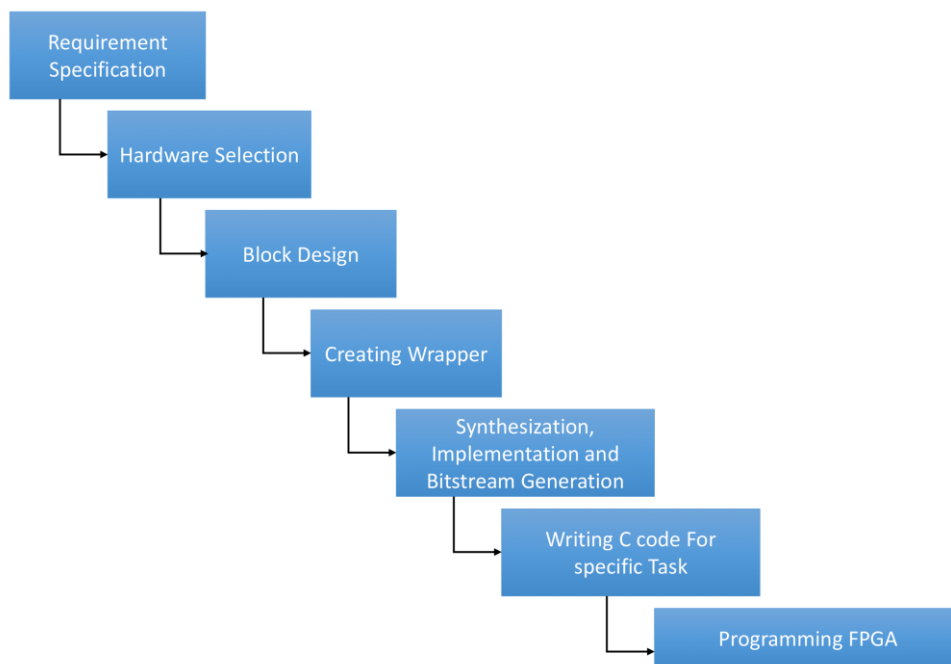 Requirement
Specification
Hardware Selection
Block Design
Creating Wrapper
Synthesization,
Implementation and
Bitstream Generation
Writing C code For
specific Task
Programming FPGA